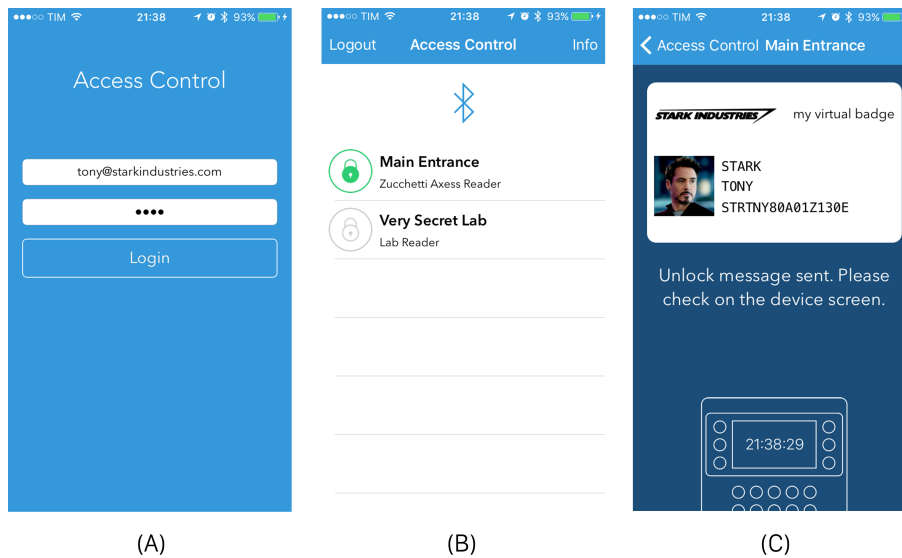 TIM 21:38 93%
Access Control
tony@starkindustries.com
Login
(A)
TIM 21:38 93%
Logout Access Control Info
Main Entrance
Zucchetti Axess Reader
Very Secret Lab
Lab Reader
(B)
TIM 21:38 93%
Access Control Main Entrance
STARK INDUSTRIES my virtual badge
STARK
TONY
STRTNY80A01Z130E
Unlock message sent. Please
check on the device screen.
21:38:29
(C)